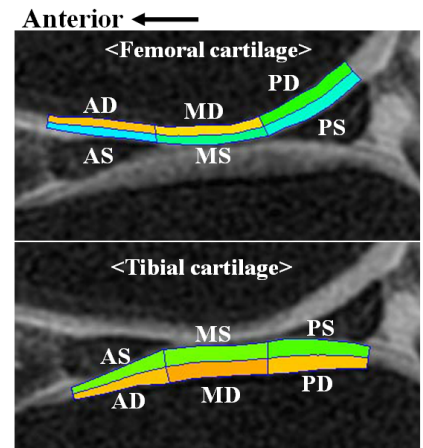 Anterior
<Femoral cartilage>
AD MD PD
AS MS PS
<Tibial cartilage>
AS MS PS
AD MD PD